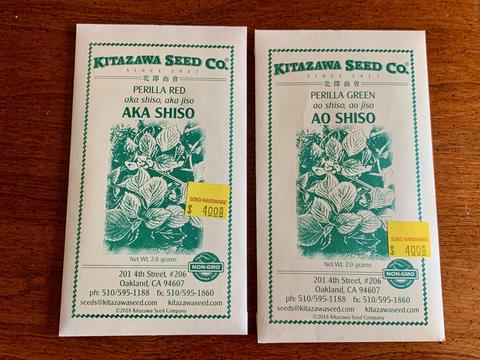 KITAZAWA SEED CO.®
SINCE 1917
北澤商會
PERILLA RED
aka shiso, aka jiso
AKA SHISO
SOKO HARDWARE
$ 4.00
Net Wt. 2.0 grams
NON-GMO
201 4th Street, #206
Oakland, CA 94607
ph: 510/595-1188 fx: 510/595-1860
seeds@kitazawaseed.com kitazawaseed.com
©2018 Kitazawa Seed Company
KITAZAWA SEED CO.®
SINCE 1917
北澤商會
PERILLA GREEN
ao shiso, ao jiso
AO SHISO
SOKO HARDWARE
$ 4.00
Net Wt. 2.0 grams
NON-GMO
201 4th Street, #206
Oakland, CA 94607
ph: 510/595-1188 fx: 510/595-1860
seeds@kitazawaseed.com kitazawaseed.com
©2018 Kitazawa Seed Company